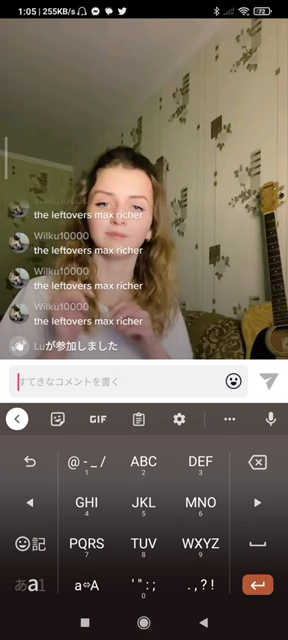 1:05 | 255KB/s
72
the leftovers max richer
Wilku10000
the leftovers max richer
Wilku10000
the leftovers max richer
Wilku10000
the leftovers max richer
Luが参加しました
すてきなコメントを書く
GIF
@-_/
1
ABC
2
DEF
3
GHI
4
JKL
5
MNO
6
記
PQRS
7
TUV
8
WXYZ
9
あa1
a⇔A
'":;
0
.,?!